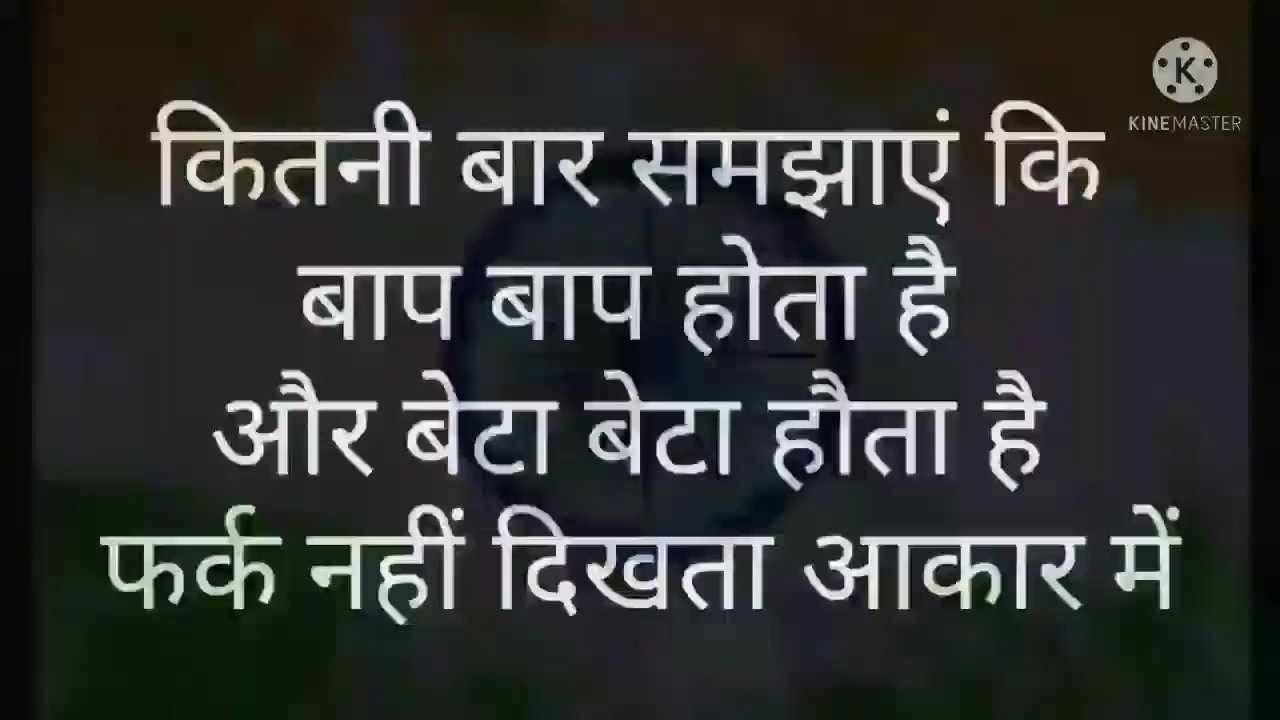 KINEMASTER
कितनी बार समझाएं कि
बाप बाप होता है
और बेटा बेटा हौता है
फर्क नहीं दिखता आकार में